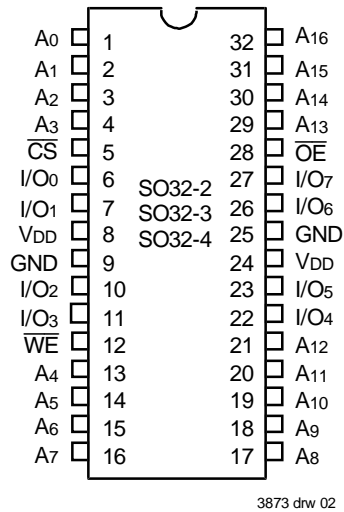 A0 1 32 A16
A1 2 31 A15
A2 3 30 A14
A3 4 29 A13
CS 5 28 OE
I/O0 6 SO32-2 27 I/O7
I/O1 7 SO32-3 26 I/O6
VDD 8 SO32-4 25 GND
GND 9 24 VDD
I/O2 10 23 I/O5
I/O3 11 22 I/O4
WE 12 21 A12
A4 13 20 A11
A5 14 19 A10
A6 15 18 A9
A7 16 17 A8
3873 drw 02